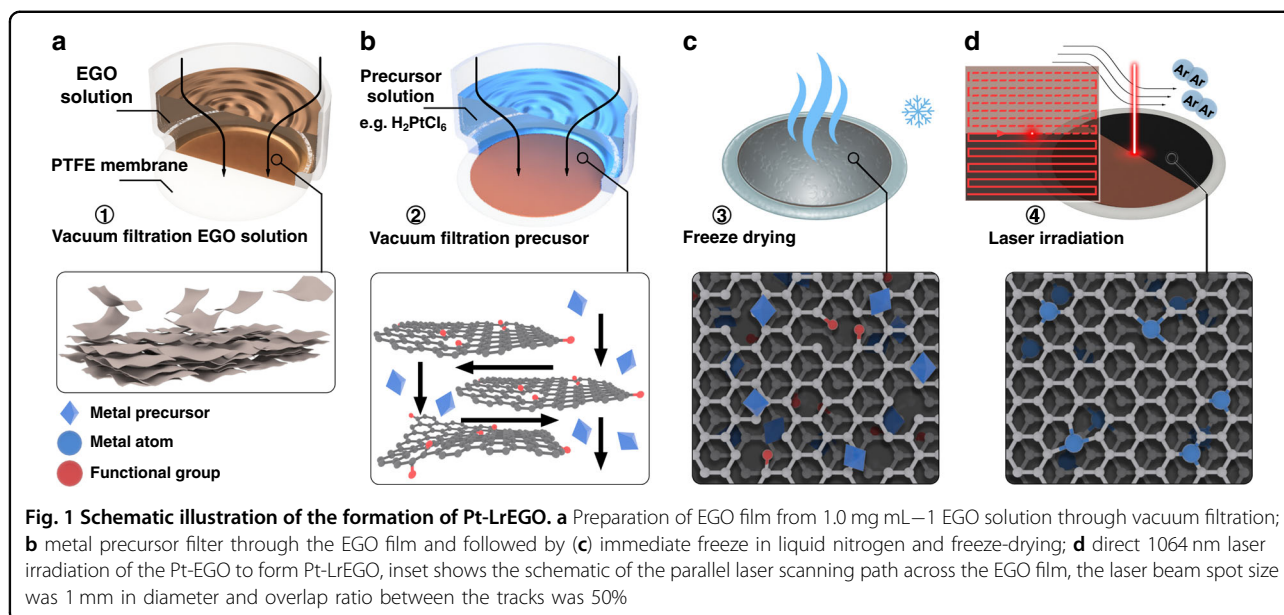 a
EGO
solution
PTFE membrane
①
Vacuum filtration EGO solution
Metal precursor
Metal atom
Functional group
b
Precursor
solution
e.g. H₂PtCl₆
②
Vacuum filtration precusor
c
③
Freeze drying
d
Ar Ar
Ar Ar
④
Laser irradiation
Fig. 1 Schematic illustration of the formation of Pt-LrEGO. a Preparation of EGO film from 1.0 mg mL−1 EGO solution through vacuum filtration;
b metal precursor filter through the EGO film and followed by (c) immediate freeze in liquid nitrogen and freeze-drying; d direct 1064 nm laser
irradiation of the Pt-EGO to form Pt-LrEGO, inset shows the schematic of the parallel laser scanning path across the EGO film, the laser beam spot size
was 1 mm in diameter and overlap ratio between the tracks was 50%